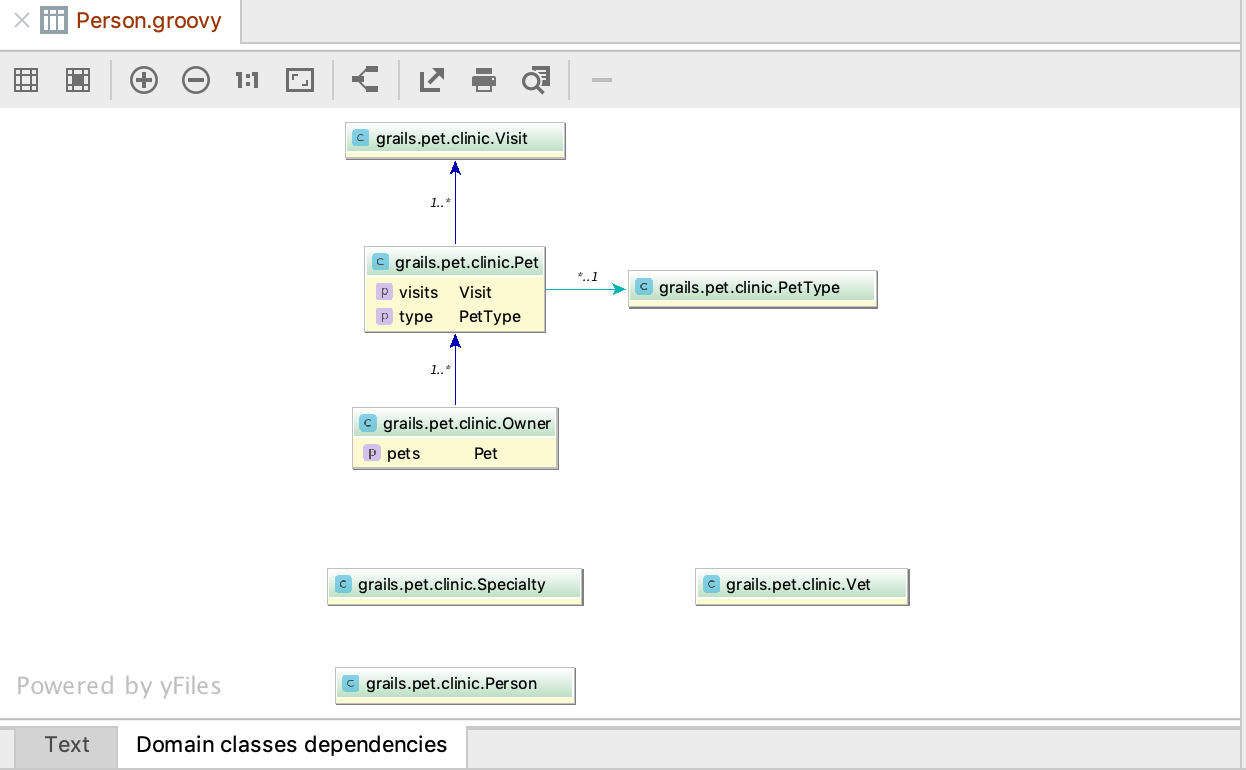 Person.groovy
1:1
C grails.pet.clinic.Visit
1..*
C grails.pet.clinic.Pet
p visits Visit
p type PetType
*..1
C grails.pet.clinic.PetType
1..*
C grails.pet.clinic.Owner
p pets Pet
C grails.pet.clinic.Specialty
C grails.pet.clinic.Vet
C grails.pet.clinic.Person
Powered by yFiles
Text
Domain classes dependencies